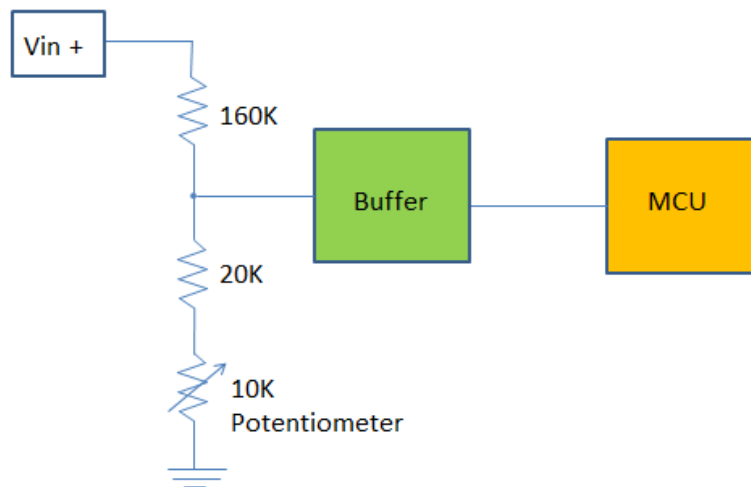 Vin +
160K
Buffer
MCU
20K
10K
Potentiometer